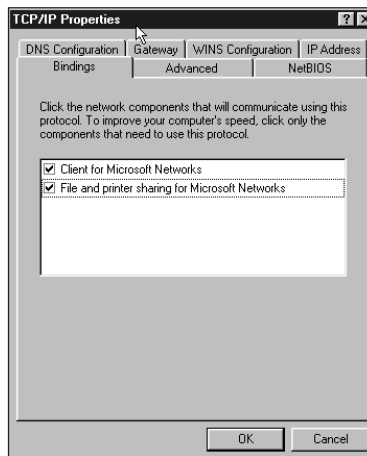 TCP/IP Properties
DNS Configuration Gateway WINS Configuration IP Address
Bindings Advanced NetBIOS
Click the network components that will communicate using this
protocol. To improve your computer's speed, click only the
components that need to use this protocol.
Client for Microsoft Networks
File and printer sharing for Microsoft Networks
OK Cancel